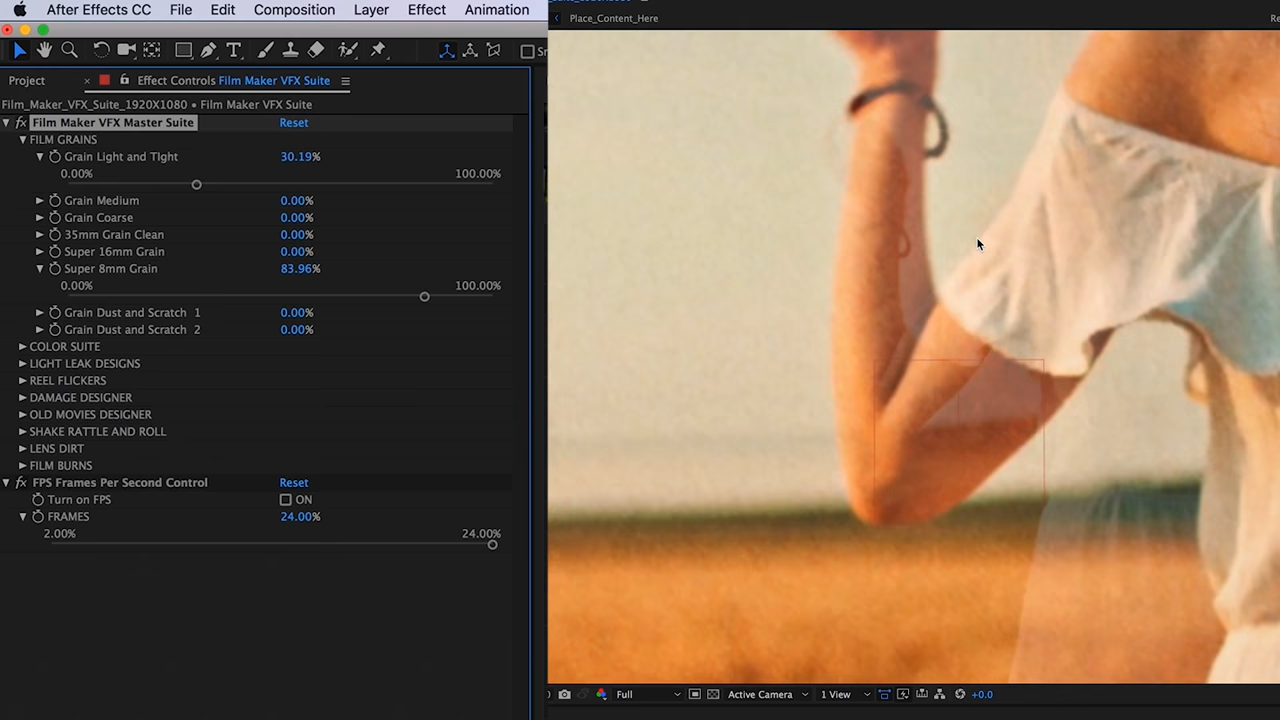 After Effects CC File Edit Composition Layer Effect Animation
Place_Content_Here
Re
Sr
Project
Effect Controls Film Maker VFX Suite
Film_Maker_VFX_Suite_1920X1080 • Film Maker VFX Suite
fx Film Maker VFX Master Suite Reset
FILM GRAINS
Grain Light and TIght 30.19%
0.00% 100.00%
Grain Medium 0.00%
Grain Coarse 0.00%
35mm Grain Clean 0.00%
Super 16mm Grain 0.00%
Super 8mm Grain 83.96%
0.00% 100.00%
Grain Dust and Scratch 1 0.00%
Grain Dust and Scratch 2 0.00%
COLOR SUITE
LIGHT LEAK DESIGNS
REEL FLICKERS
DAMAGE DESIGNER
OLD MOVIES DESIGNER
SHAKE RATTLE AND ROLL
LENS DIRT
FILM BURNS
fx FPS Frames Per Second Control Reset
Turn on FPS ON
FRAMES 24.00%
2.00% 24.00%
Full Active Camera 1 View +0.0